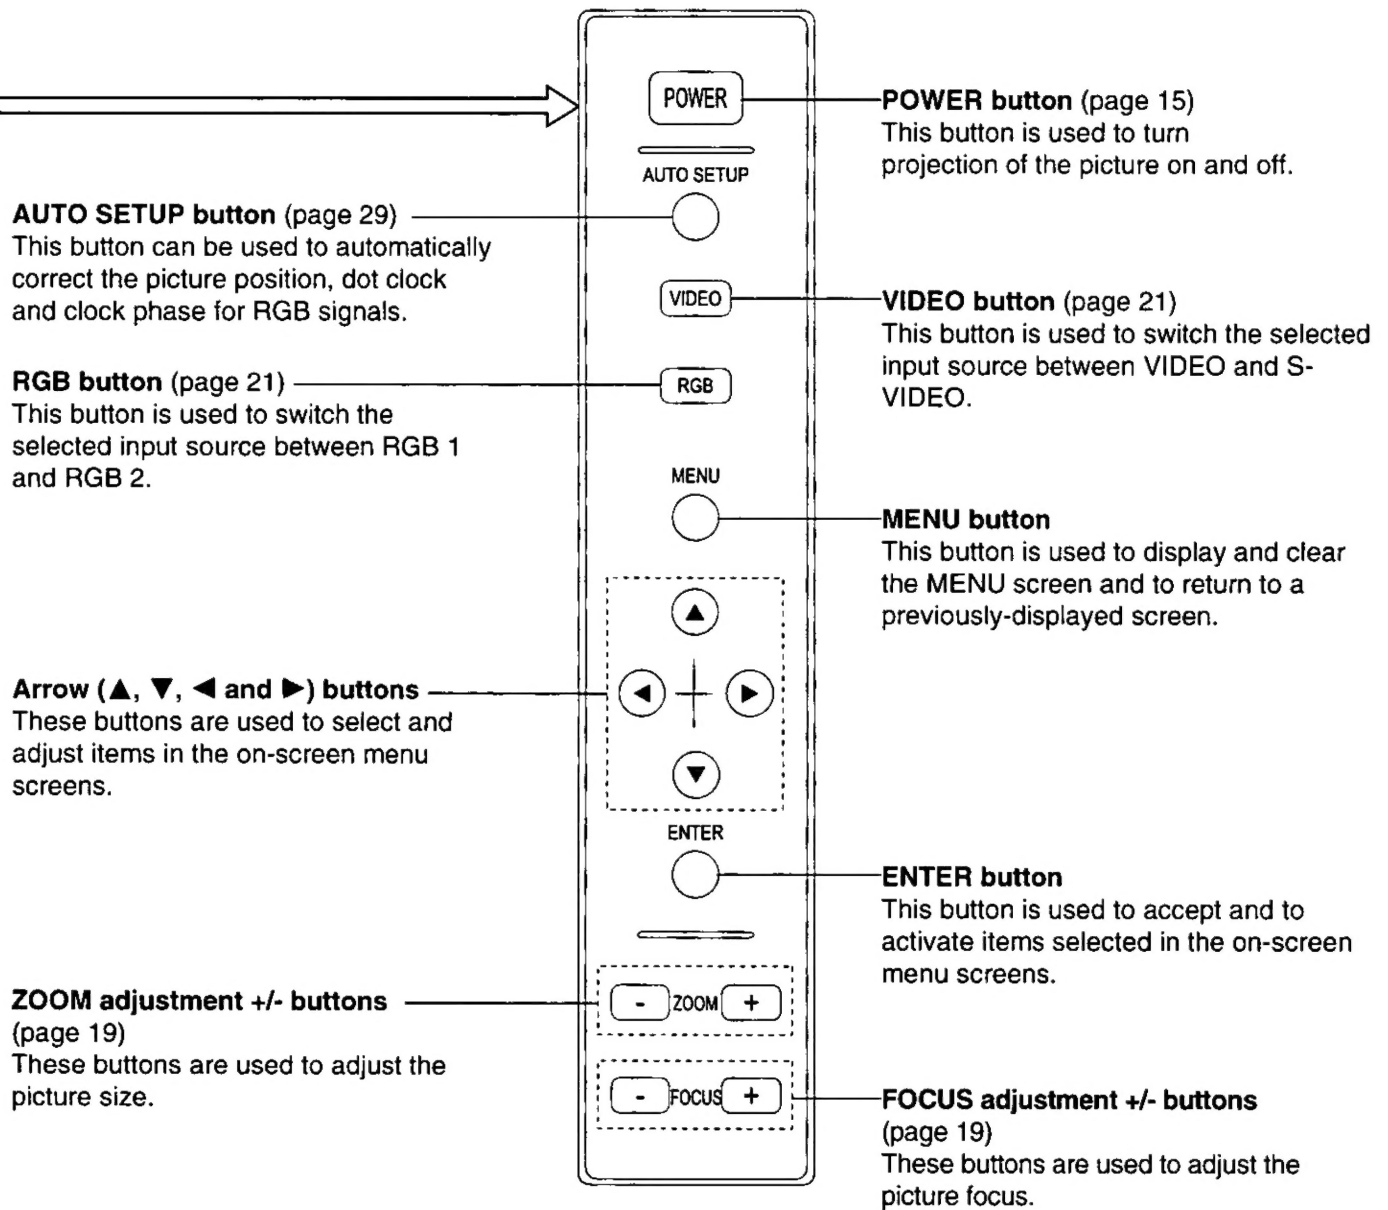 POWER
POWER button (page 15)
This button is used to turn
projection of the picture on and off.
AUTO SETUP
AUTO SETUP button (page 29)
This button can be used to automatically
correct the picture position, dot clock
and clock phase for RGB signals.
VIDEO
VIDEO button (page 21)
This button is used to switch the selected
input source between VIDEO and S-
VIDEO.
RGB button (page 21)
This button is used to switch the
selected input source between RGB 1
and RGB 2.
RGB
MENU
MENU button
This button is used to display and clear
the MENU screen and to return to a
previously-displayed screen.
Arrow (▲, ▼, ◀ and ▶) buttons
These buttons are used to select and
adjust items in the on-screen menu
screens.
▲
◀ ▶
▼
ENTER
ENTER button
This button is used to accept and to
activate items selected in the on-screen
menu screens.
ZOOM adjustment +/- buttons
(page 19)
These buttons are used to adjust the
picture size.
- ZOOM +
- FOCUS +
FOCUS adjustment +/- buttons
(page 19)
These buttons are used to adjust the
picture focus.